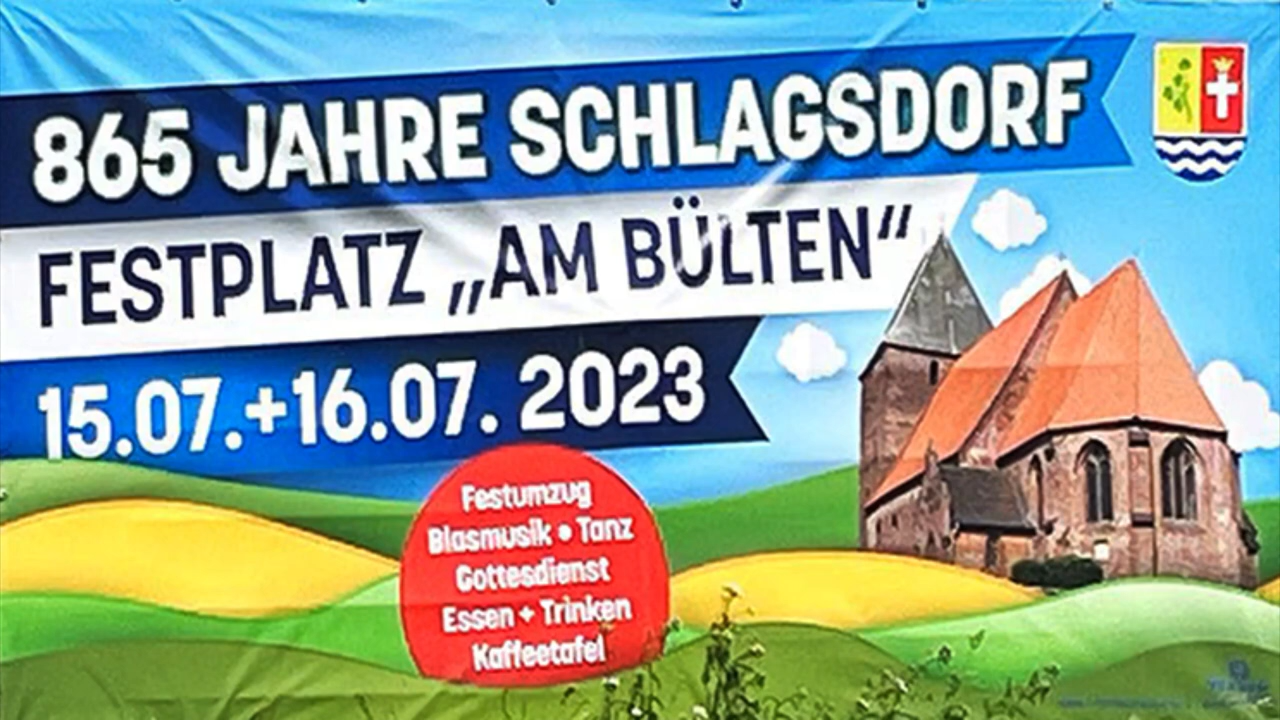 865 JAHRE SCHLAGSDORF
FESTPLATZ „AM BÜLTEN“
15.07.+16.07. 2023
Festumzug
Blasmusik • Tanz
Gottesdienst
Essen + Trinken
Kaffeetafel